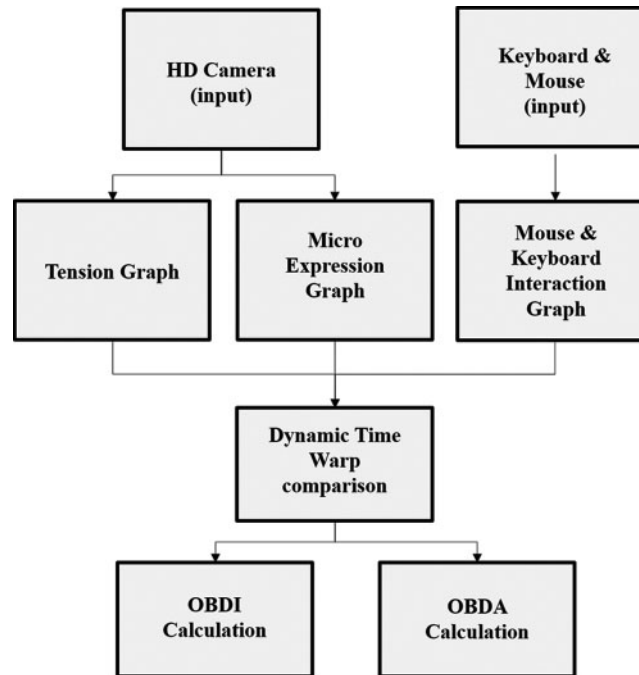 HD Camera
(input)
Keyboard &
Mouse
(input)
Tension Graph
Micro
Expression
Graph
Mouse &
Keyboard
Interaction
Graph
Dynamic Time
Warp
comparison
OBDI
Calculation
OBDA
Calculation